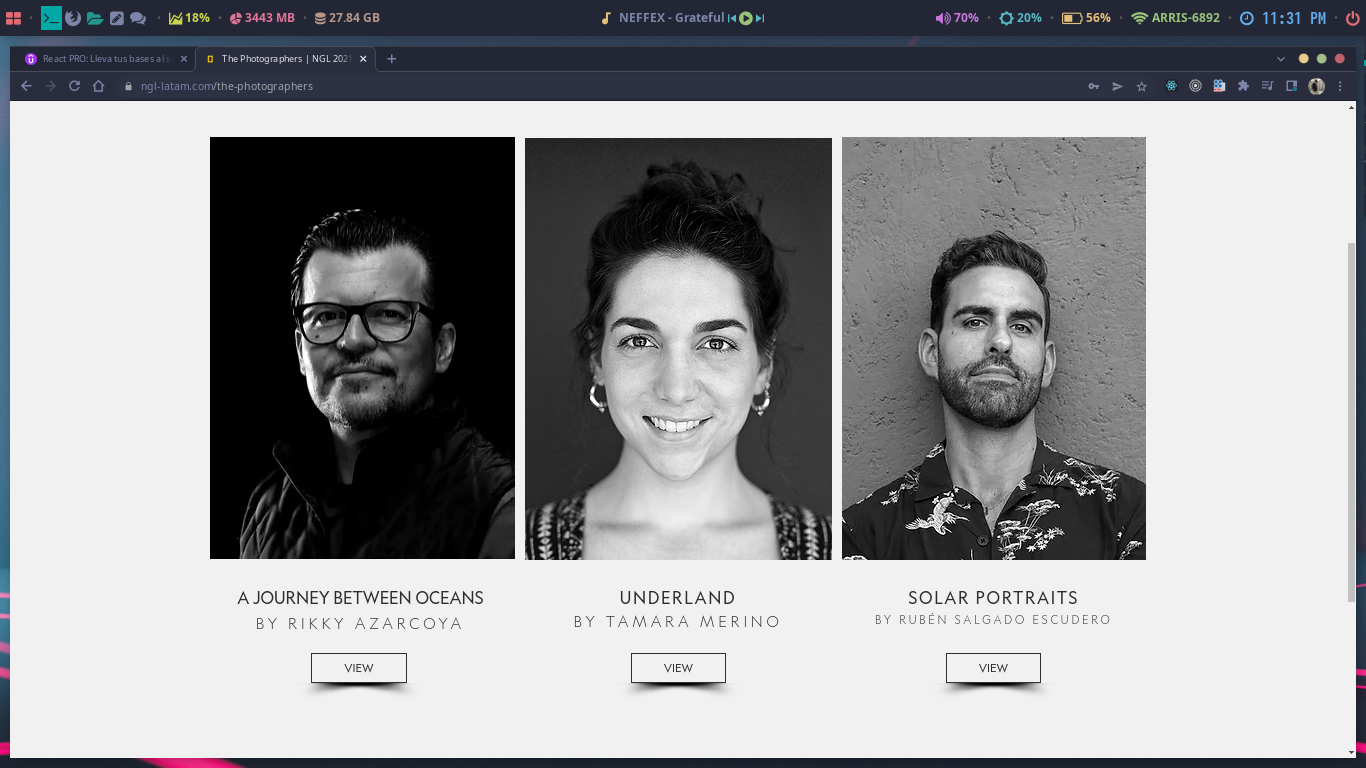 18%
3443 MB
27.84 GB
NEFFEX - Grateful
70%
20%
56%
ARRIS-6892
11:31 PM
React PRO: Lleva tus bases al s
The Photographers | NGL 2021
ngl-latam.com/the-photographers
A JOURNEY BETWEEN OCEANS
BY RIKKY AZARCOYA
VIEW
UNDERLAND
BY TAMARA MERINO
VIEW
SOLAR PORTRAITS
BY RUBÉN SALGADO ESCUDERO
VIEW